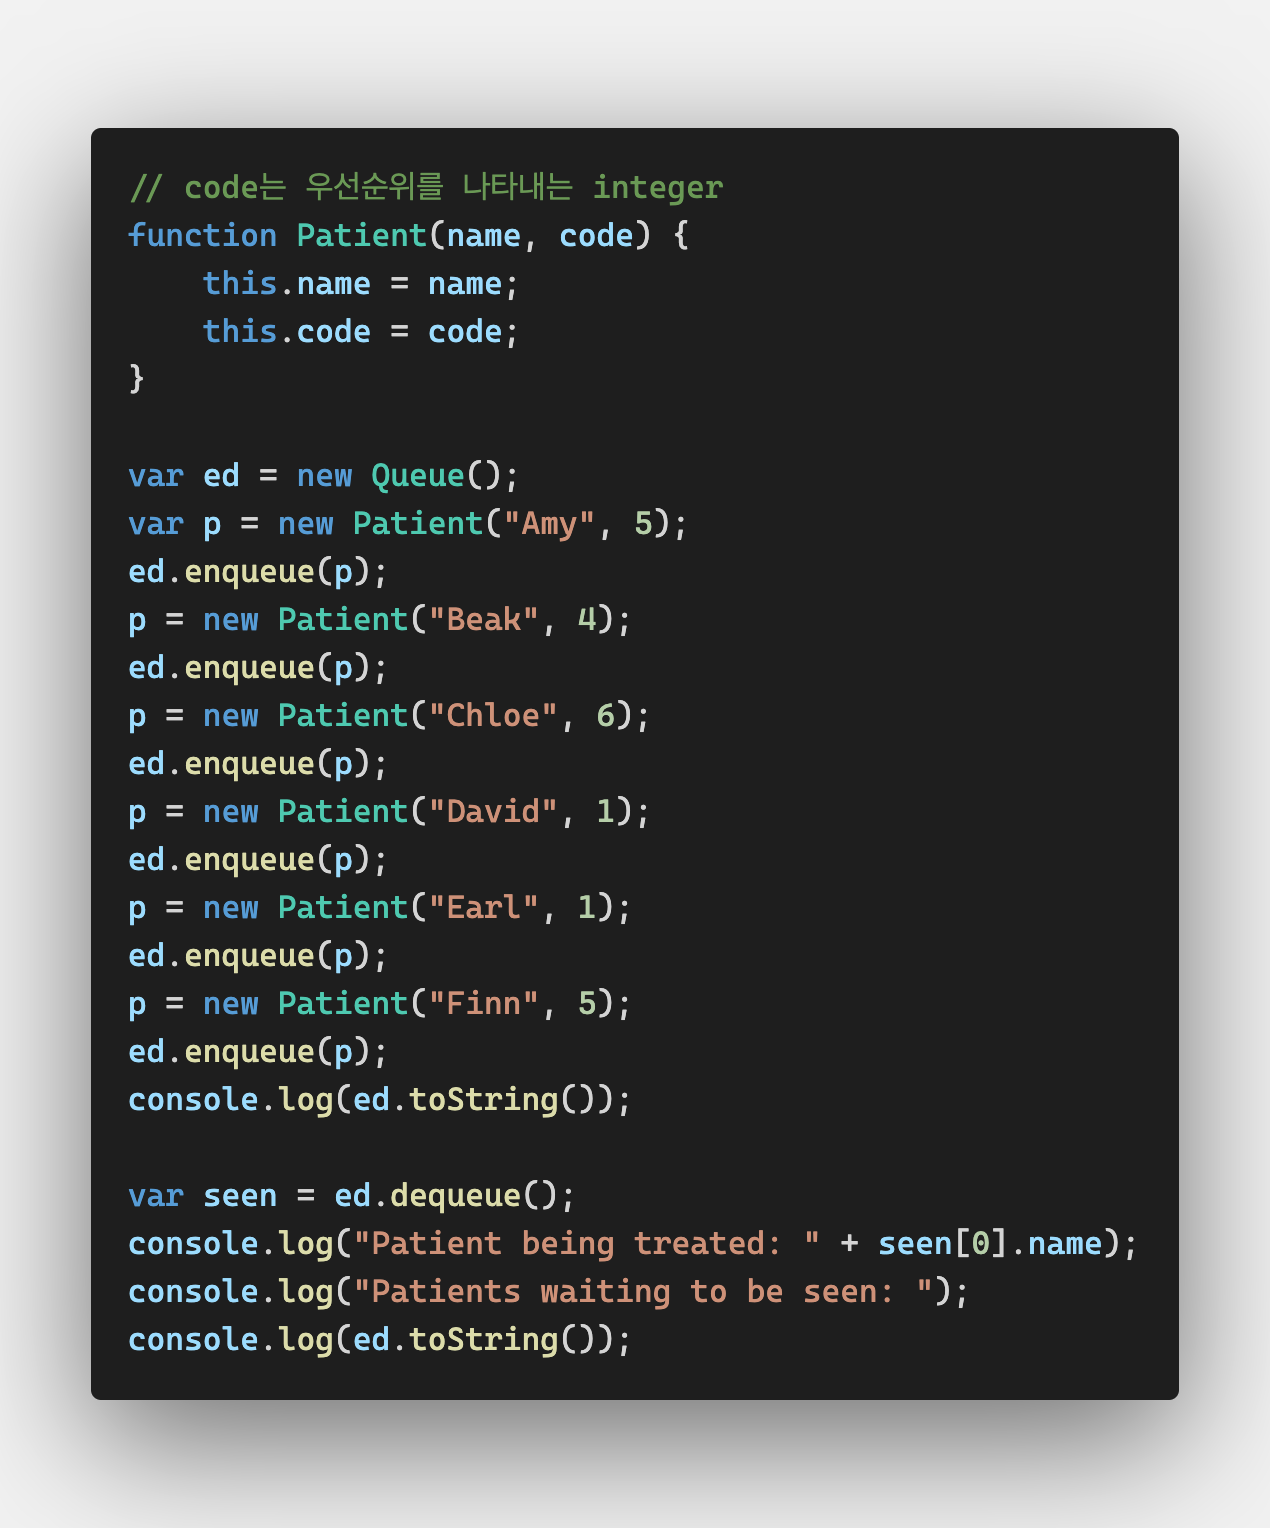 // code는 우선순위를 나타내는 integer
function Patient(name, code) {
    this.name = name;
    this.code = code;
}

var ed = new Queue();
var p = new Patient("Amy", 5);
ed.enqueue(p);
p = new Patient("Beak", 4);
ed.enqueue(p);
p = new Patient("Chloe", 6);
ed.enqueue(p);
p = new Patient("David", 1);
ed.enqueue(p);
p = new Patient("Earl", 1);
ed.enqueue(p);
p = new Patient("Finn", 5);
ed.enqueue(p);
console.log(ed.toString());

var seen = ed.dequeue();
console.log("Patient being treated: " + seen[0].name);
console.log("Patients waiting to be seen: ");
console.log(ed.toString());